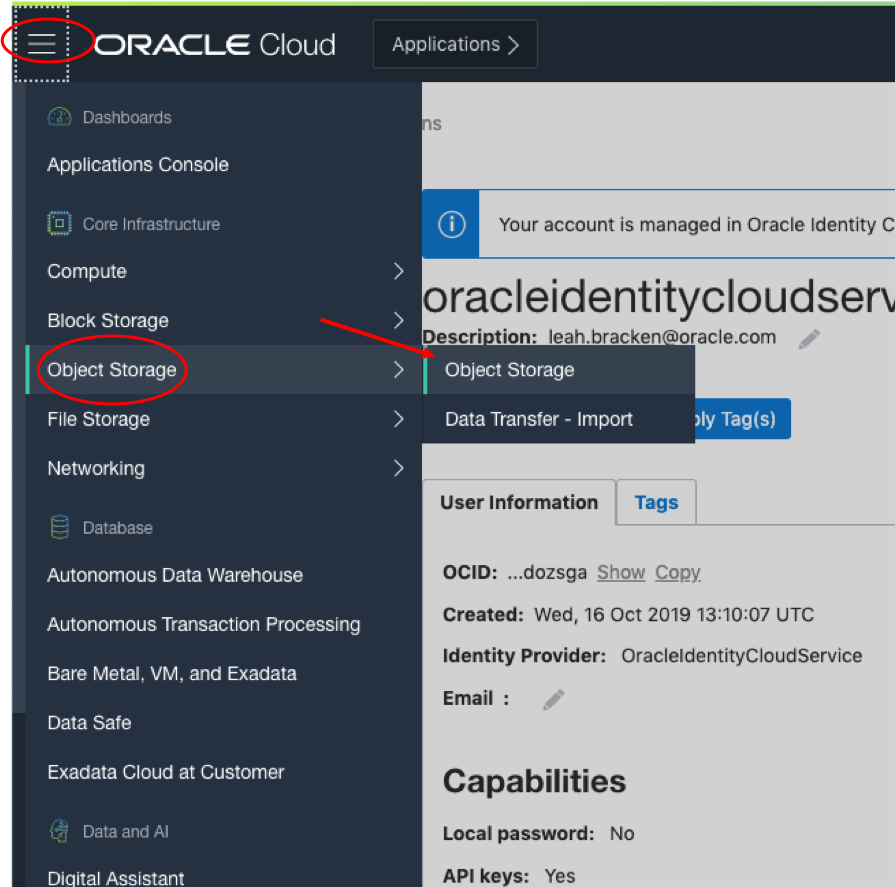 ORACLE Cloud
Applications
Dashboards
Applications Console
Core Infrastructure
Compute
Block Storage
Object Storage
File Storage
Networking
Database
Autonomous Data Warehouse
Autonomous Transaction Processing
Bare Metal, VM, and Exadata
Data Safe
Exadata Cloud at Customer
Data and AI
Digital Assistant
Object Storage
Data Transfer - Import
ns
Your account is managed in Oracle Identity C
oracleidentitycloudserv
Description: leah.bracken@oracle.com
ply Tag(s)
User Information Tags
OCID: ...dozsga Show Copy
Created: Wed, 16 Oct 2019 13:10:07 UTC
Identity Provider: OracleIdentityCloudService
Email :
Capabilities
Local password: No
API keys: Yes